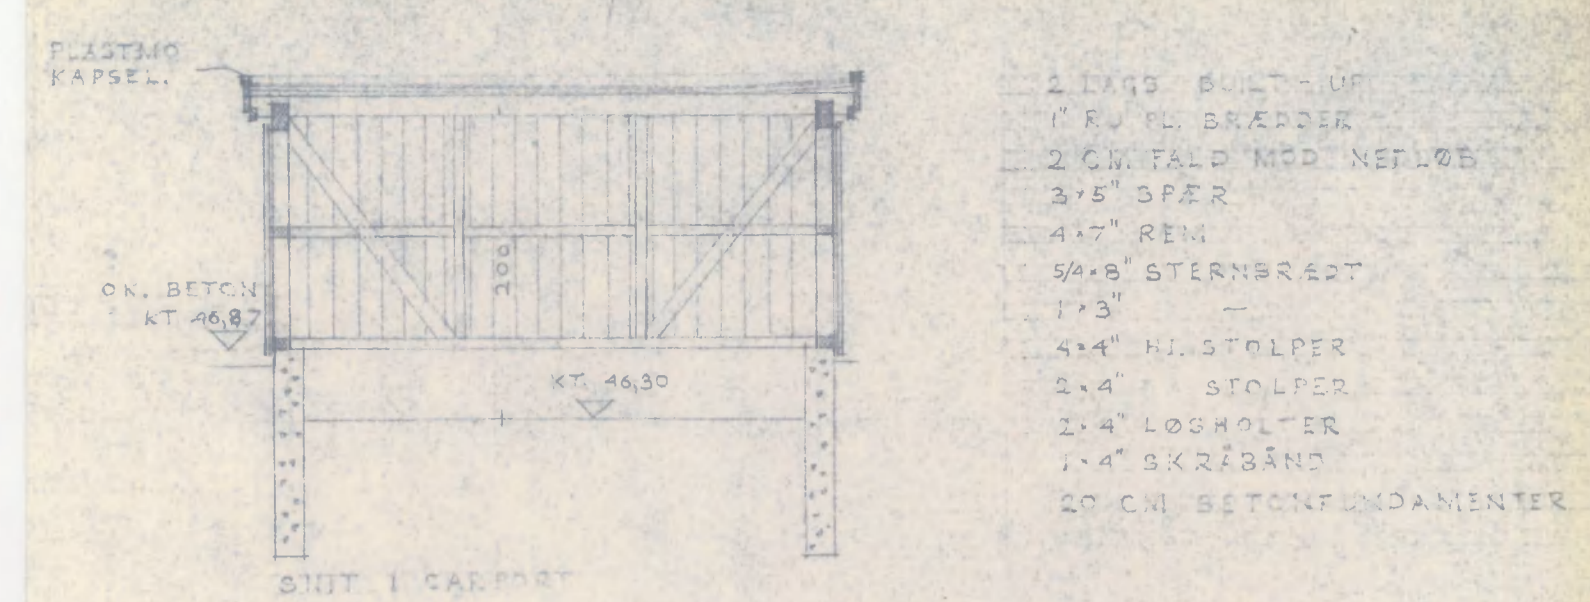 PLASTMO
KAPSEL.
2 LAGS BUILT-UP
1" RU PL. BRÆDDER
2 CM FALD MOD NEDLØB
3×5" SPÆR
4×7" REM
5/4×8" STERNBRÆDT
1×3" —
4×4" HJ. STOLPER
2×4" STOLPER
2×4" LØSHOLTER
1×4" SKRÅBÅND
20 CM BETONFUNDAMENTER
200
OK. BETON
KT 46,87
KT. 46,30
SNIT I CARPORT